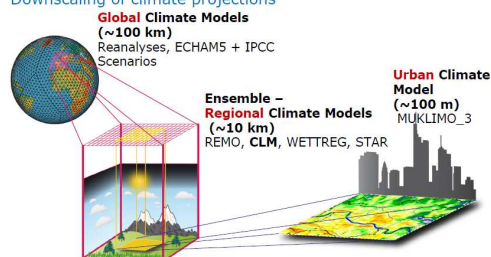 Downscaling of climate projections
Global Climate Models
(~100 km)
Reanalyses, ECHAM5 + IPCC
Scenarios
Ensemble –
Regional Climate Models
(~10 km)
REMO, CLM, WETTREG, STAR
Urban Climate
Model
(~100 m)
MUKLIMO_3